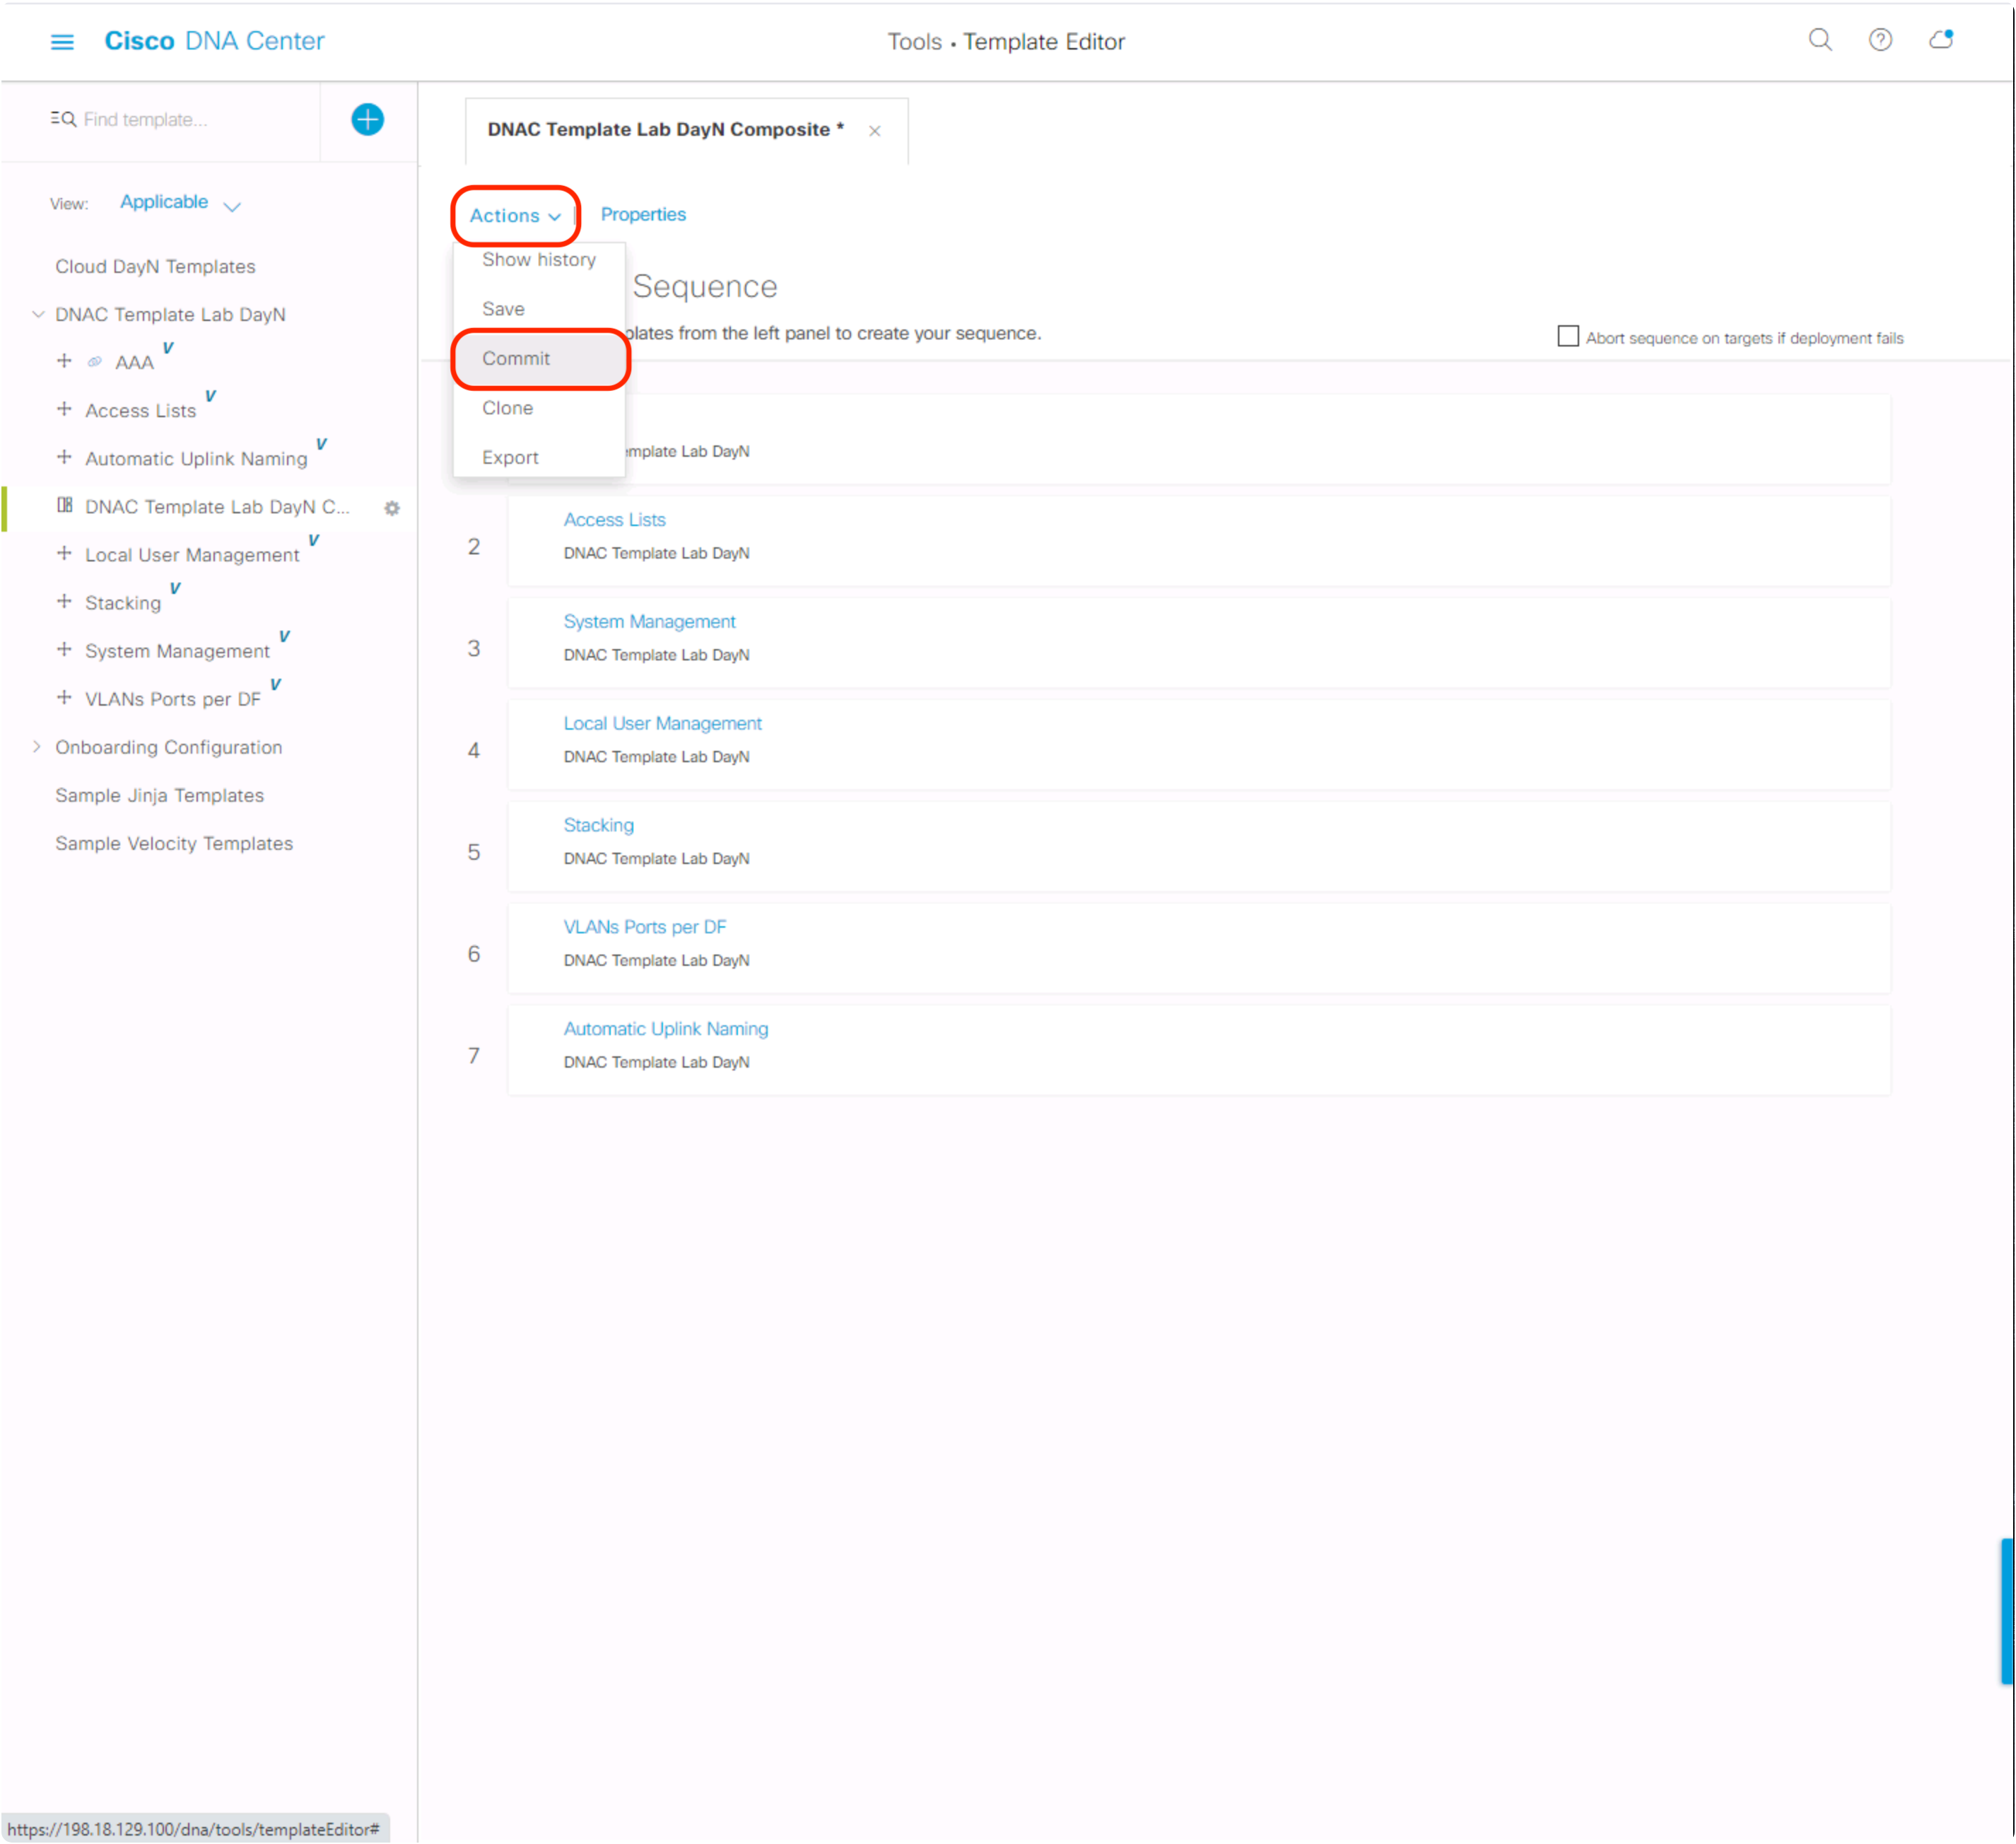 Cisco DNA Center
Tools • Template Editor
Find template...
View: Applicable
Cloud DayN Templates
DNAC Template Lab DayN
AAA V
Access Lists V
Automatic Uplink Naming V
DNAC Template Lab DayN C...
Local User Management V
Stacking V
System Management V
VLANs Ports per DF V
Onboarding Configuration
Sample Jinja Templates
Sample Velocity Templates
DNAC Template Lab DayN Composite *
Actions
Properties
Show history
Save
Commit
Clone
Export
Sequence
from the left panel to create your sequence.
Abort sequence on targets if deployment fails
Lab DayN
2
Access Lists
DNAC Template Lab DayN
3
System Management
DNAC Template Lab DayN
4
Local User Management
DNAC Template Lab DayN
5
Stacking
DNAC Template Lab DayN
6
VLANs Ports per DF
DNAC Template Lab DayN
7
Automatic Uplink Naming
DNAC Template Lab DayN
https://198.18.129.100/dna/tools/templateEditor#